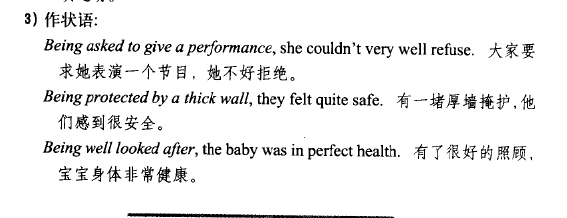 3) 作状语:
Being asked to give a performance, she couldn't very well refuse. 大家要
求她表演一个节目，她不好拒绝。
Being protected by a thick wall, they felt quite safe. 有一堵厚墙掩护，他
们感到很安全。
Being well looked after, the baby was in perfect health. 有了很好的照顾，
宝宝身体非常健康。